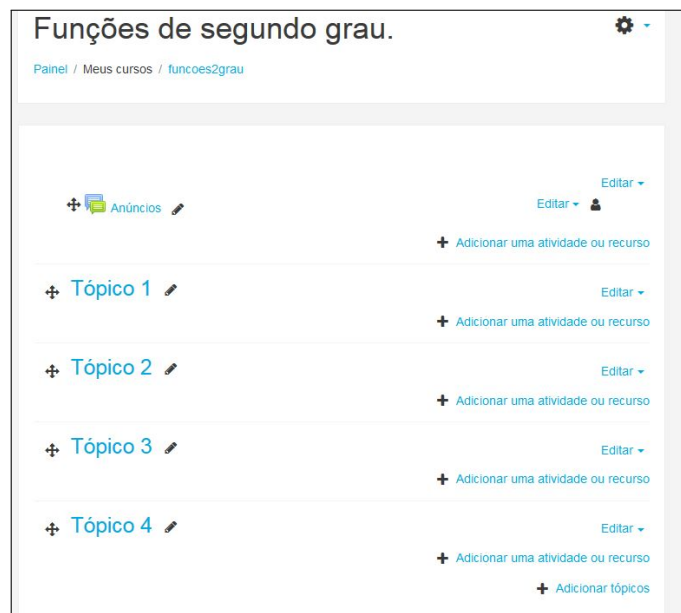 Funções de segundo grau.
Painel / Meus cursos / funcoes2grau
Editar
Anúncios Editar
Adicionar uma atividade ou recurso
Tópico 1 Editar
Adicionar uma atividade ou recurso
Tópico 2 Editar
Adicionar uma atividade ou recurso
Tópico 3 Editar
Adicionar uma atividade ou recurso
Tópico 4 Editar
Adicionar uma atividade ou recurso
Adicionar tópicos